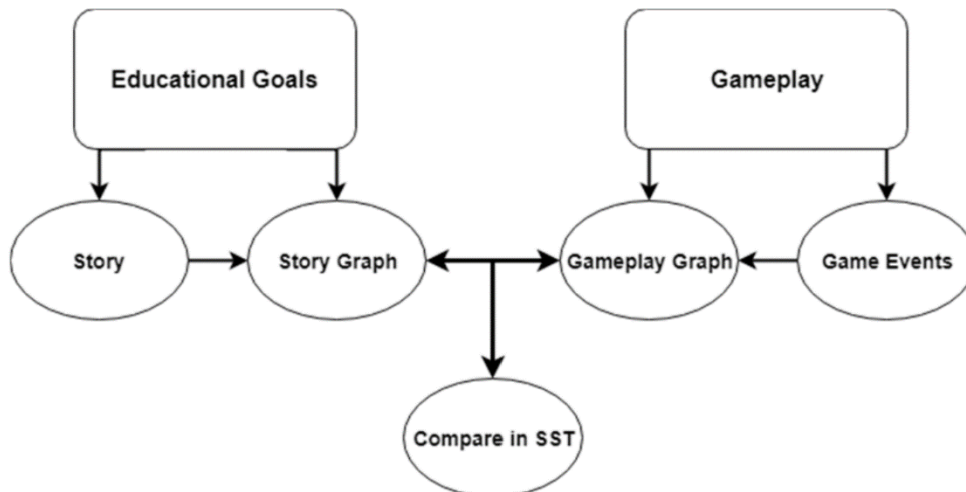 Educational Goals
Gameplay
Story
Story Graph
Gameplay Graph
Game Events
Compare in SST